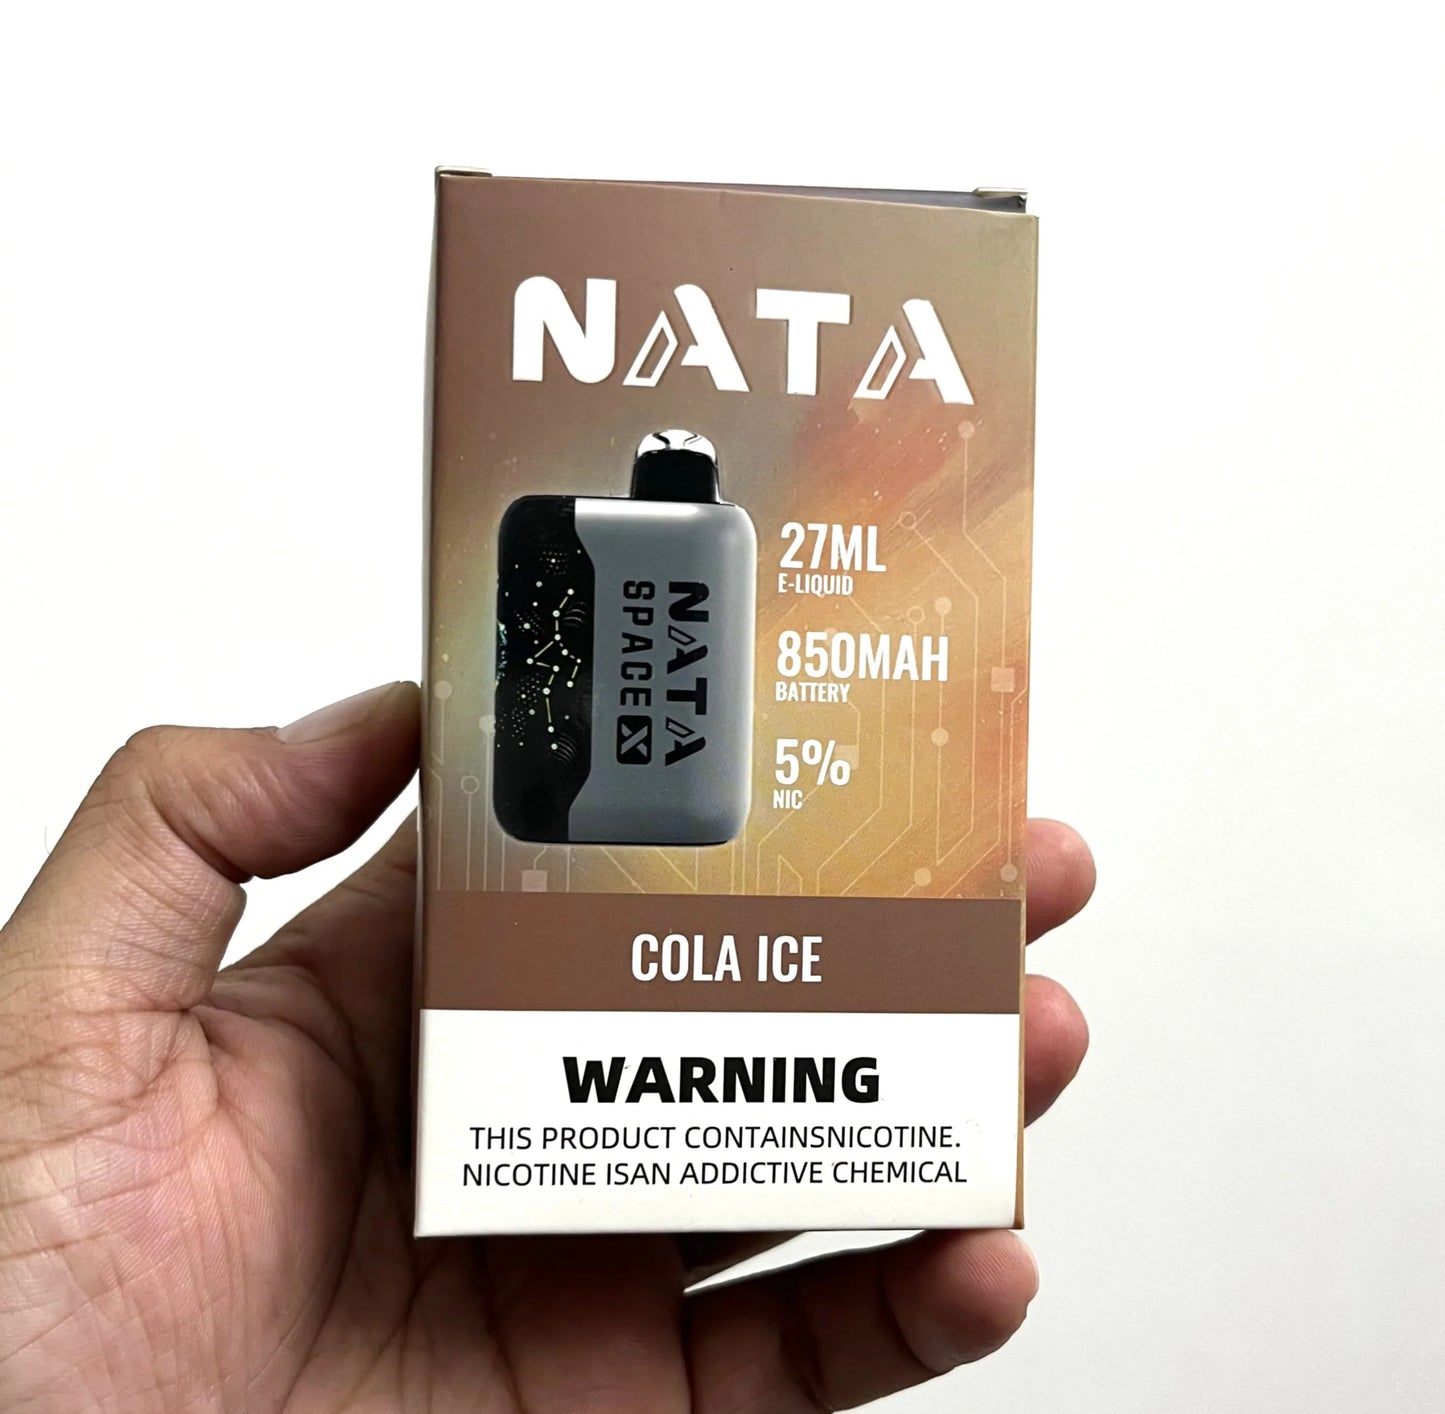 NATA
NATA
SPACE X
27ML
E-LIQUID
850MAH
BATTERY
5%
NIC
COLA ICE
WARNING
THIS PRODUCT CONTAINSNICOTINE.
NICOTINE ISAN ADDICTIVE CHEMICAL